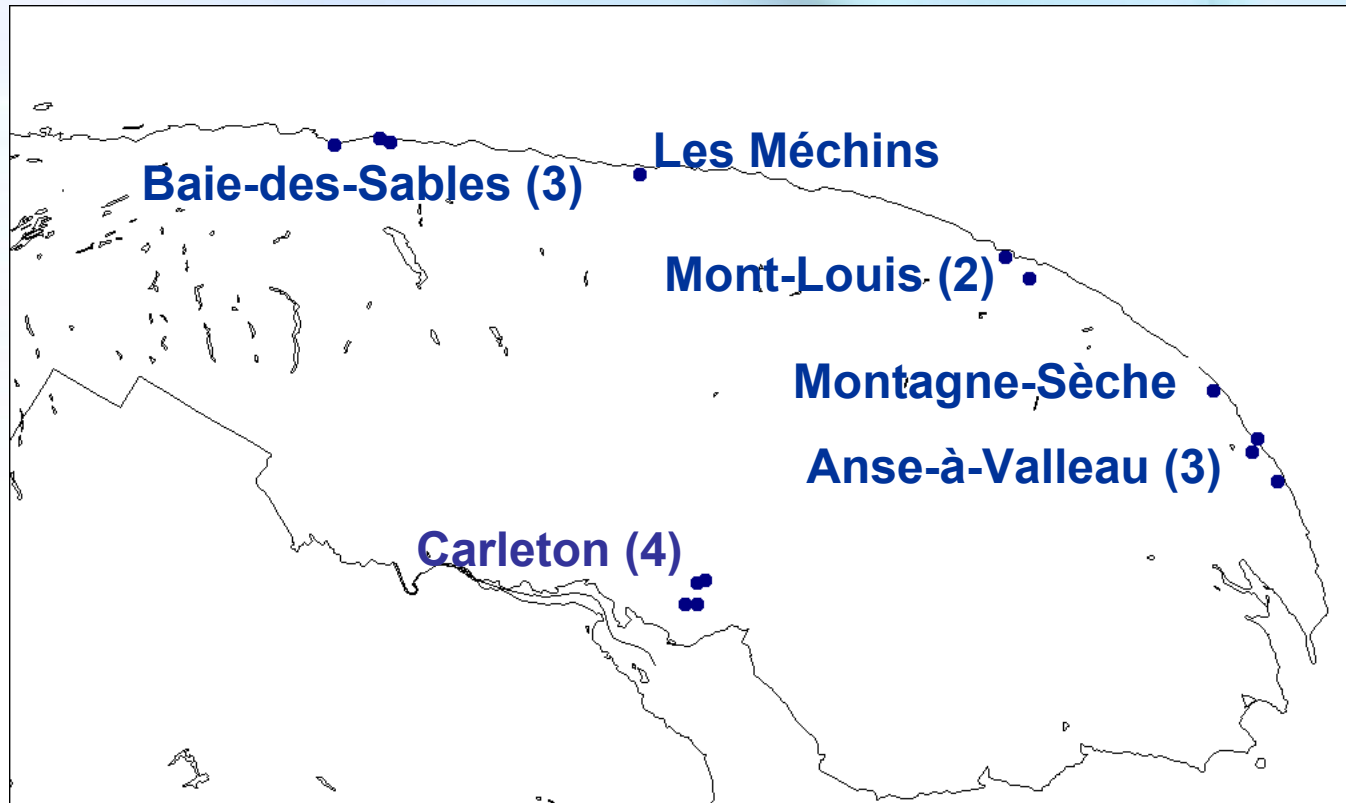 Les Méchins
Baie-des-Sables (3)
Mont-Louis (2)
Montagne-Sèche
Anse-à-Valleau (3)
Carleton (4)